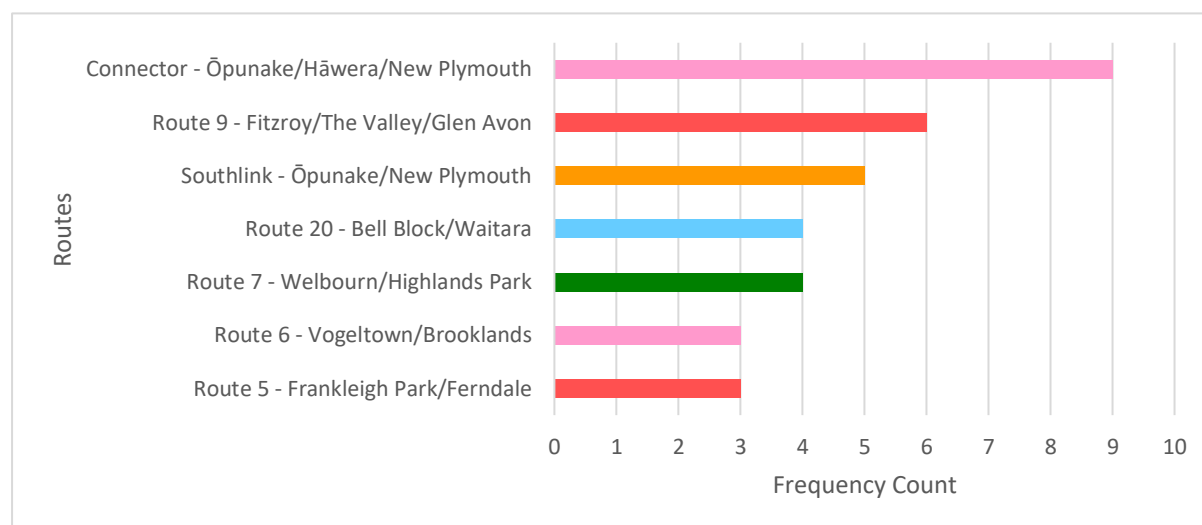 Connector - Ōpunake/Hāwera/New Plymouth
Route 9 - Fitzroy/The Valley/Glen Avon
Southlink - Ōpunake/New Plymouth
Route 20 - Bell Block/Waitara
Route 7 - Welbourn/Highlands Park
Route 6 - Vogeltown/Brooklands
Route 5 - Frankleigh Park/Ferndale
Routes
0 1 2 3 4 5 6 7 8 9 10
Frequency Count